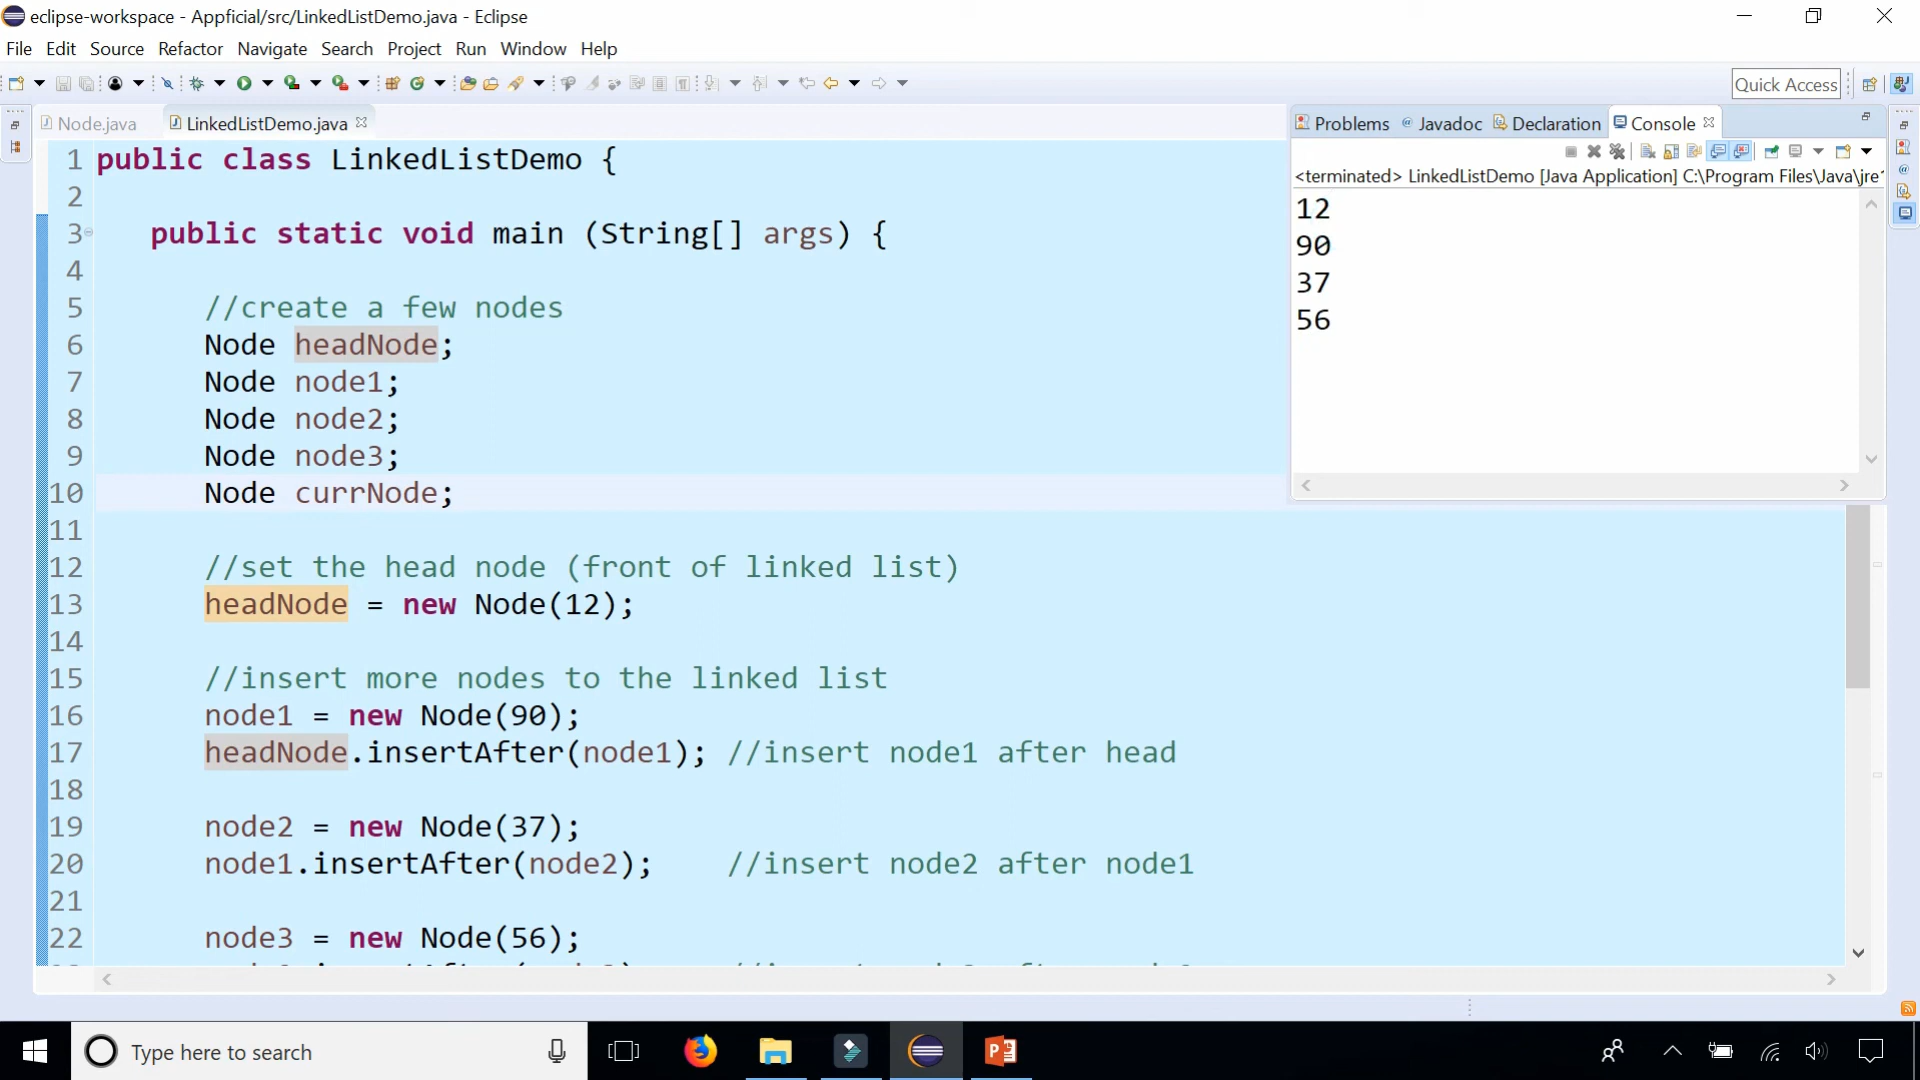 eclipse-workspace - Appficial/src/LinkedListDemo.java - Eclipse
File Edit Source Refactor Navigate Search Project Run Window Help
Quick Access
Node.java LinkedListDemo.java
Problems Javadoc Declaration Console
<terminated> LinkedListDemo [Java Application] C:\Program Files\Java\jre
12
90
37
56
1 public class LinkedListDemo {
2
3 public static void main (String[] args) {
4
5 //create a few nodes
6 Node headNode;
7 Node node1;
8 Node node2;
9 Node node3;
10 Node currNode;
11
12 //set the head node (front of linked list)
13 headNode = new Node(12);
14
15 //insert more nodes to the linked list
16 node1 = new Node(90);
17 headNode.insertAfter(node1); //insert node1 after head
18
19 node2 = new Node(37);
20 node1.insertAfter(node2); //insert node2 after node1
21
22 node3 = new Node(56);
Type here to search